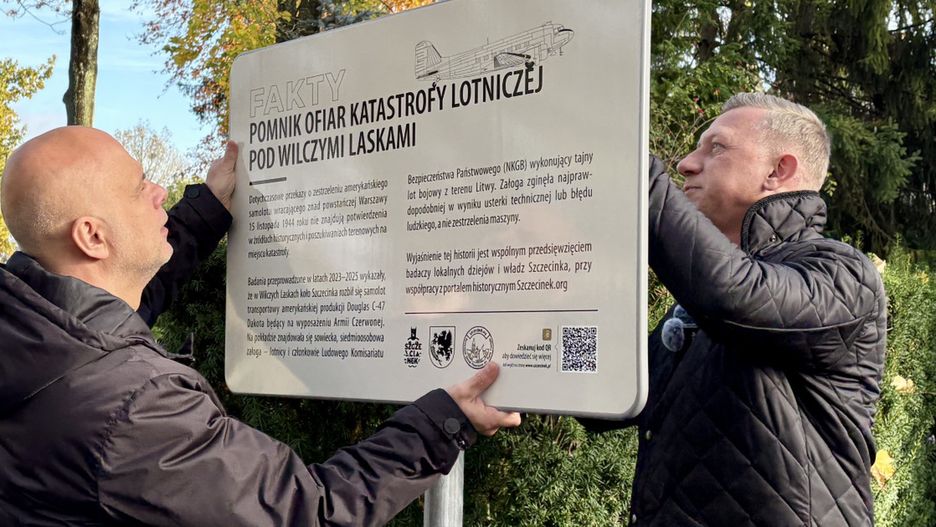 FAKTY
POMNIK OFIAR KATASTROFY LOTNICZEJ
POD WILCZYMI LASKAMI
Dotychczasowe przekazy o zestrzeleniu amerykańskiego
samolotu wracającego znad powstańczej Warszawy
15 listopada 1944 roku nie znajdują potwierdzenia
w źródłach historycznych i poszukiwaniach terenowych na
miejscu katastrofy.
Badania przeprowadzone w latach 2023–2025 wykazały,
że w Wilczych Laskach koło Szczecinka rozbił się samolot
transportowy amerykańskiej produkcji Douglas C-47
Dakota będący na wyposażeniu Armii Czerwonej.
Na pokładzie znajdowała się sowiecka, siedmioosobowa
załoga – lotnicy i członkowie Ludowego Komisariatu
Bezpieczeństwa Państwowego (NKGB) wykonujący tajny
lot bojowy z terenu Litwy. Załoga zginęła najpraw-
dopodobniej w wyniku usterki technicznej lub błędu
ludzkiego, a nie zestrzelenia maszyny.
Wyjaśnienie tej historii jest wspólnym przedsięwzięciem
badaczy lokalnych dziejów i władz Szczecinka, przy
współpracy z portalem historycznym Szczecinek.org
SZCZE
CIA
NEK
Zeskanuj kod QR
aby dowiedzieć się więcej